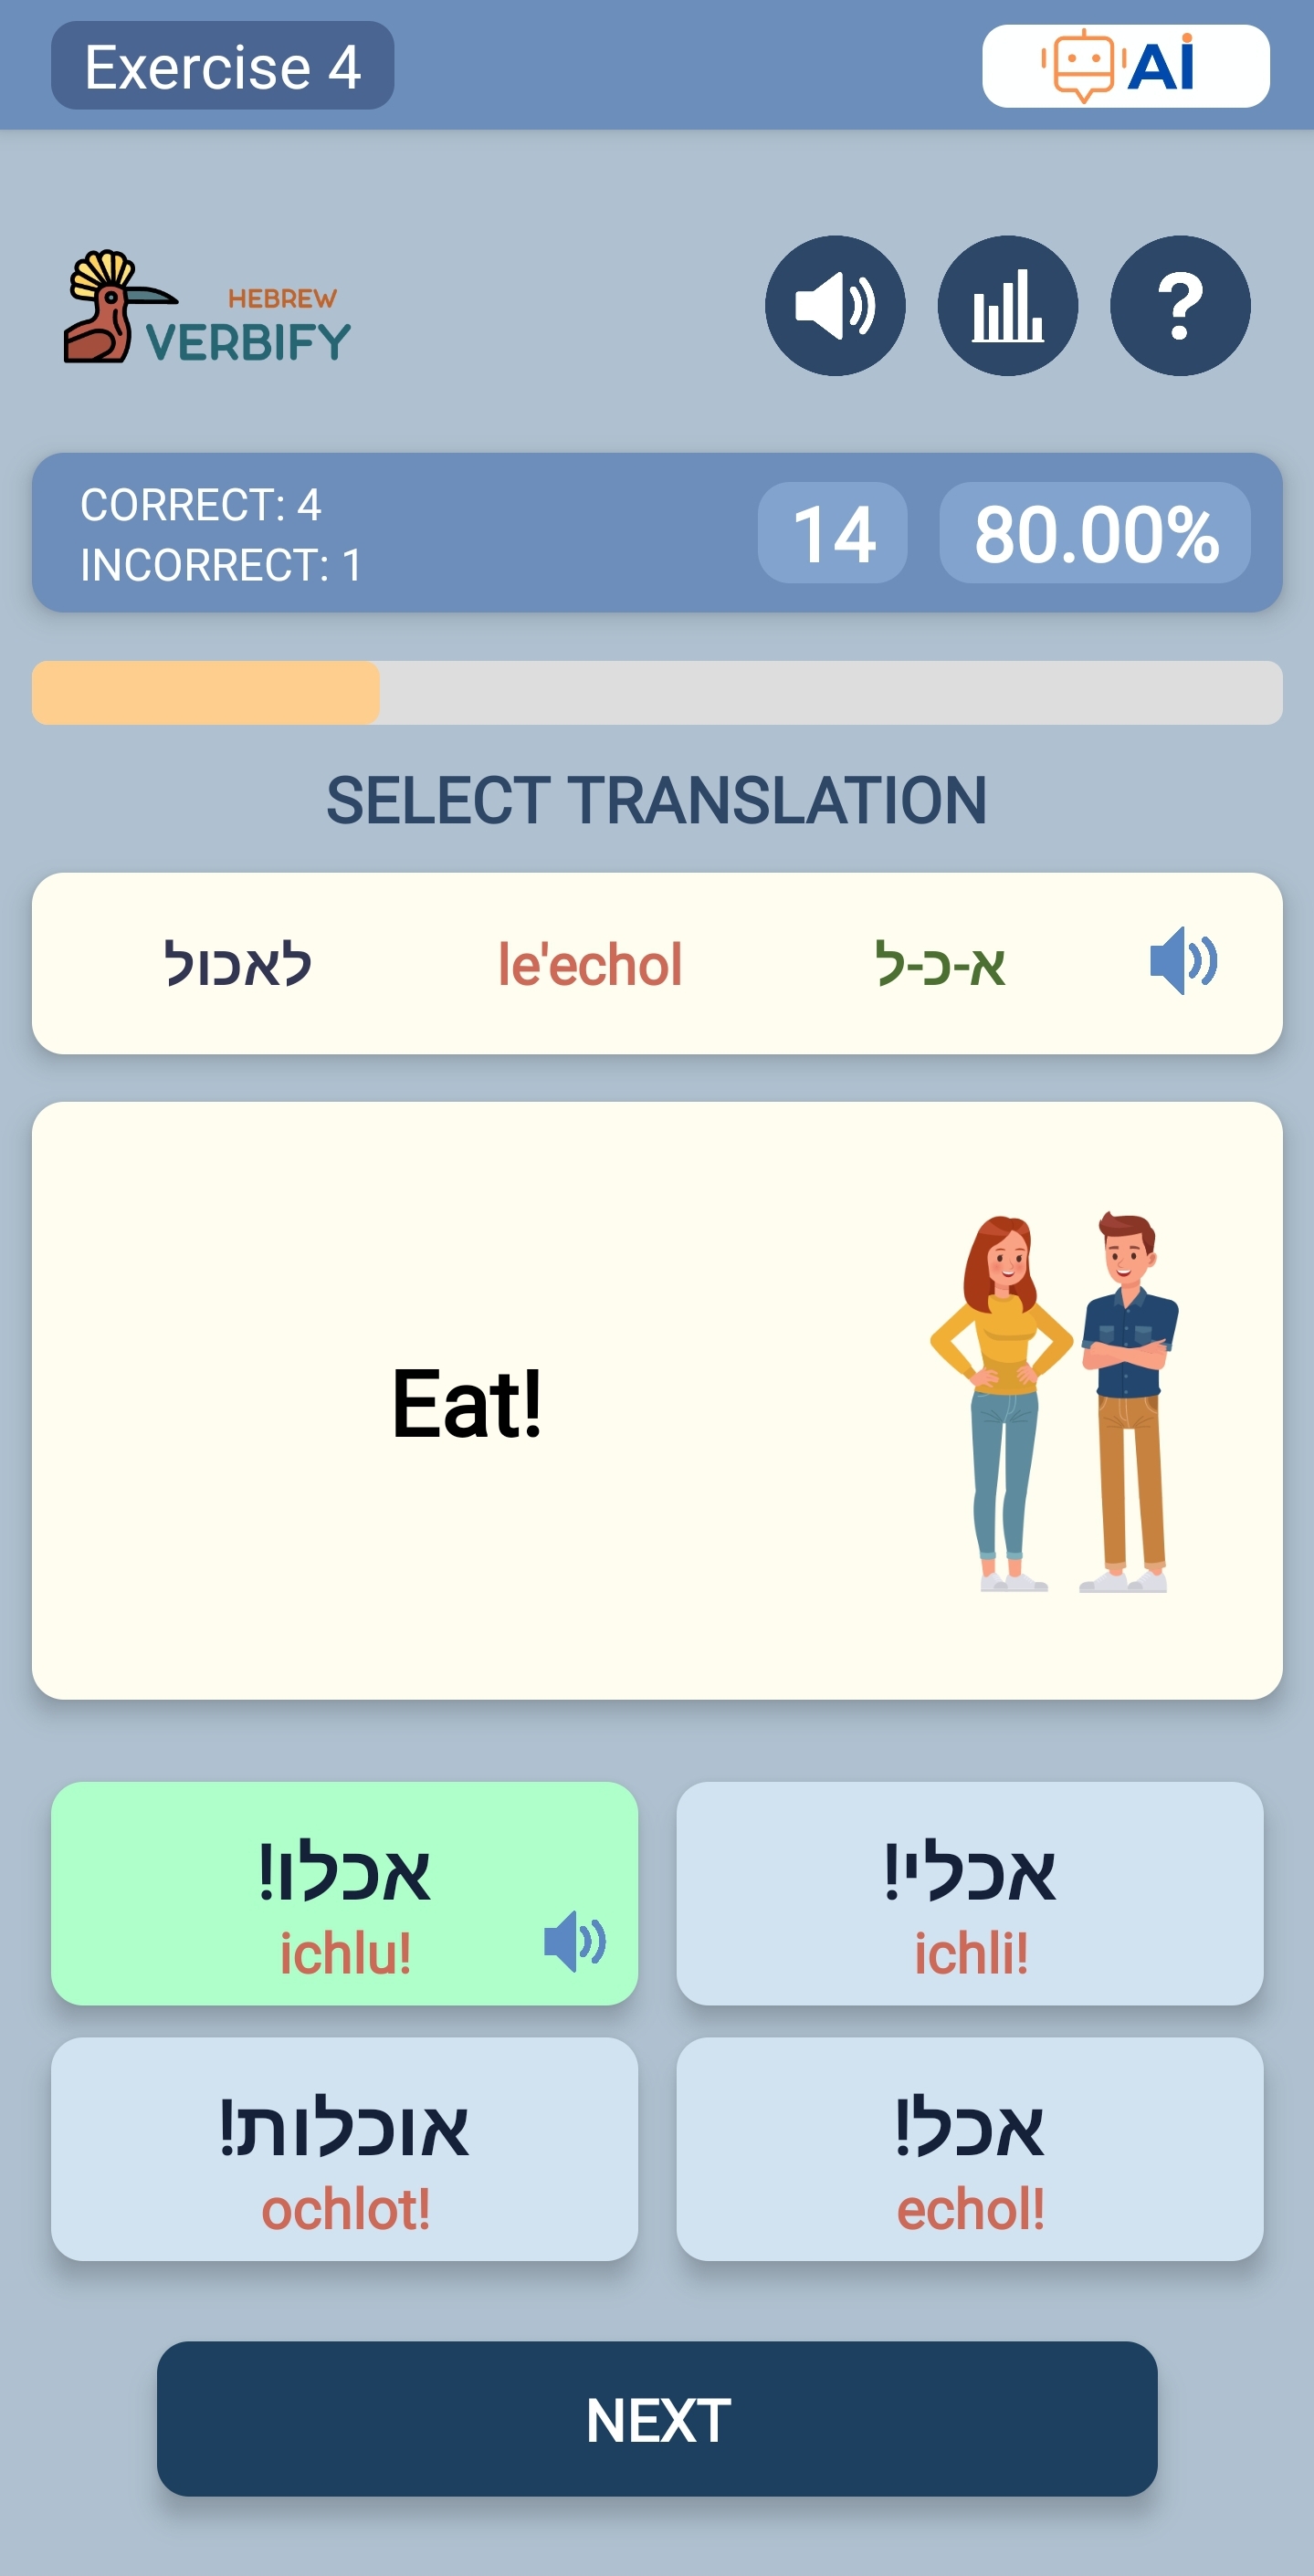 Exercise 4
AI
HEBREW
VERBIFY
?
CORRECT: 4
INCORRECT: 1
14
80.00%
SELECT TRANSLATION
לאכול le'echol א-כ-ל
Eat!
אכלו!
ichlu!
אכלי!
ichli!
אוכלות!
ochlot!
אכל!
echol!
NEXT